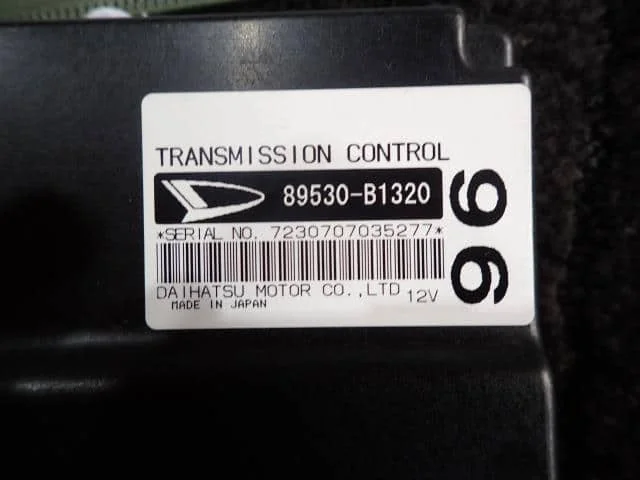 TRANSMISSION CONTROL
89530-B1320
*SERIAL NO. 7230707035277*
DAIHATSU MOTOR CO.,LTD 12V
MADE IN JAPAN
96